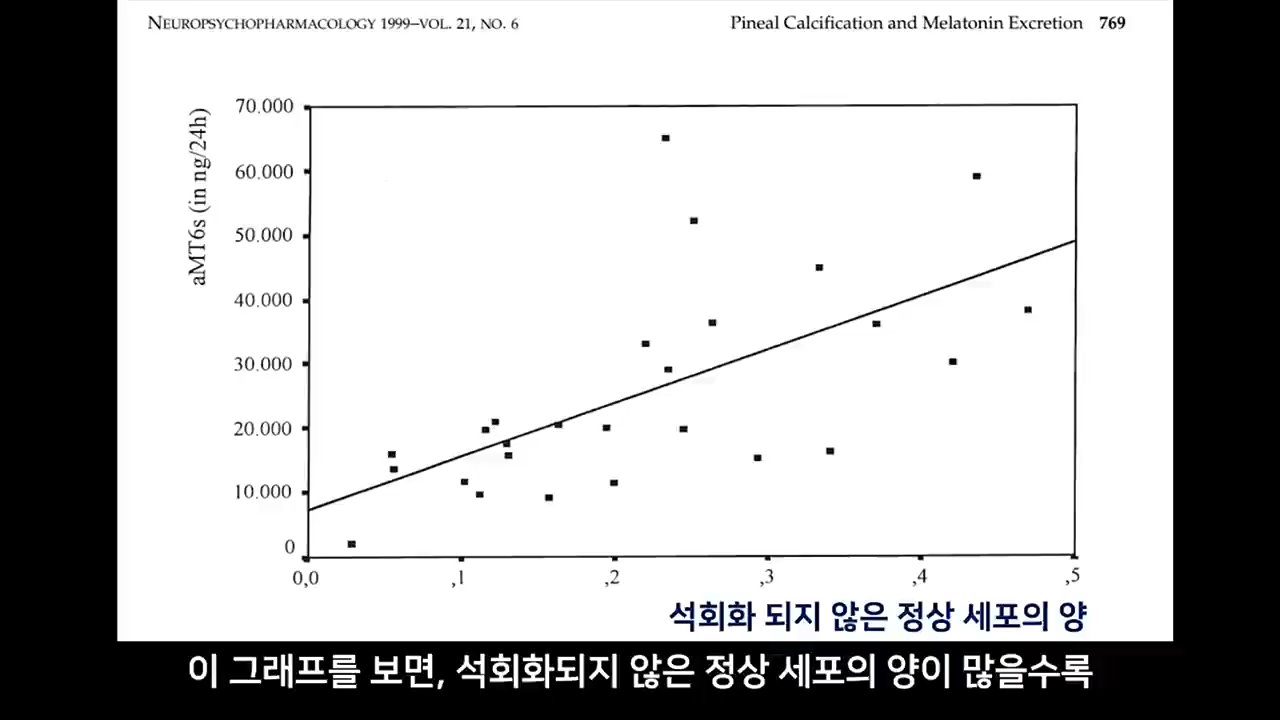 NEUROPSYCHOPHARMACOLOGY 1999–VOL. 21, NO. 6
Pineal Calcification and Melatonin Excretion 769
aMT6s (in ng/24h)
70.000
60.000
50.000
40.000
30.000
20.000
10.000
0
0,0 ,1 ,2 ,3 ,4 ,5
석회화 되지 않은 정상 세포의 양
이 그래프를 보면, 석회화되지 않은 정상 세포의 양이 많을수록